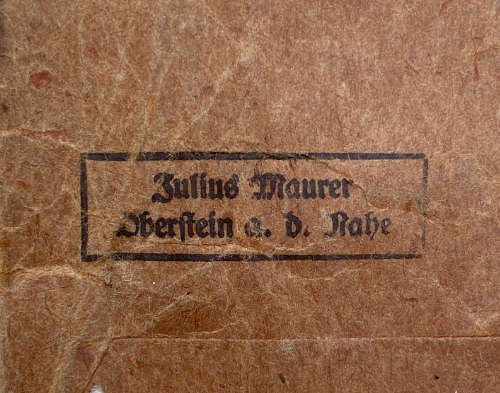 Julius Maurer
Oberstein a. d. Nahe